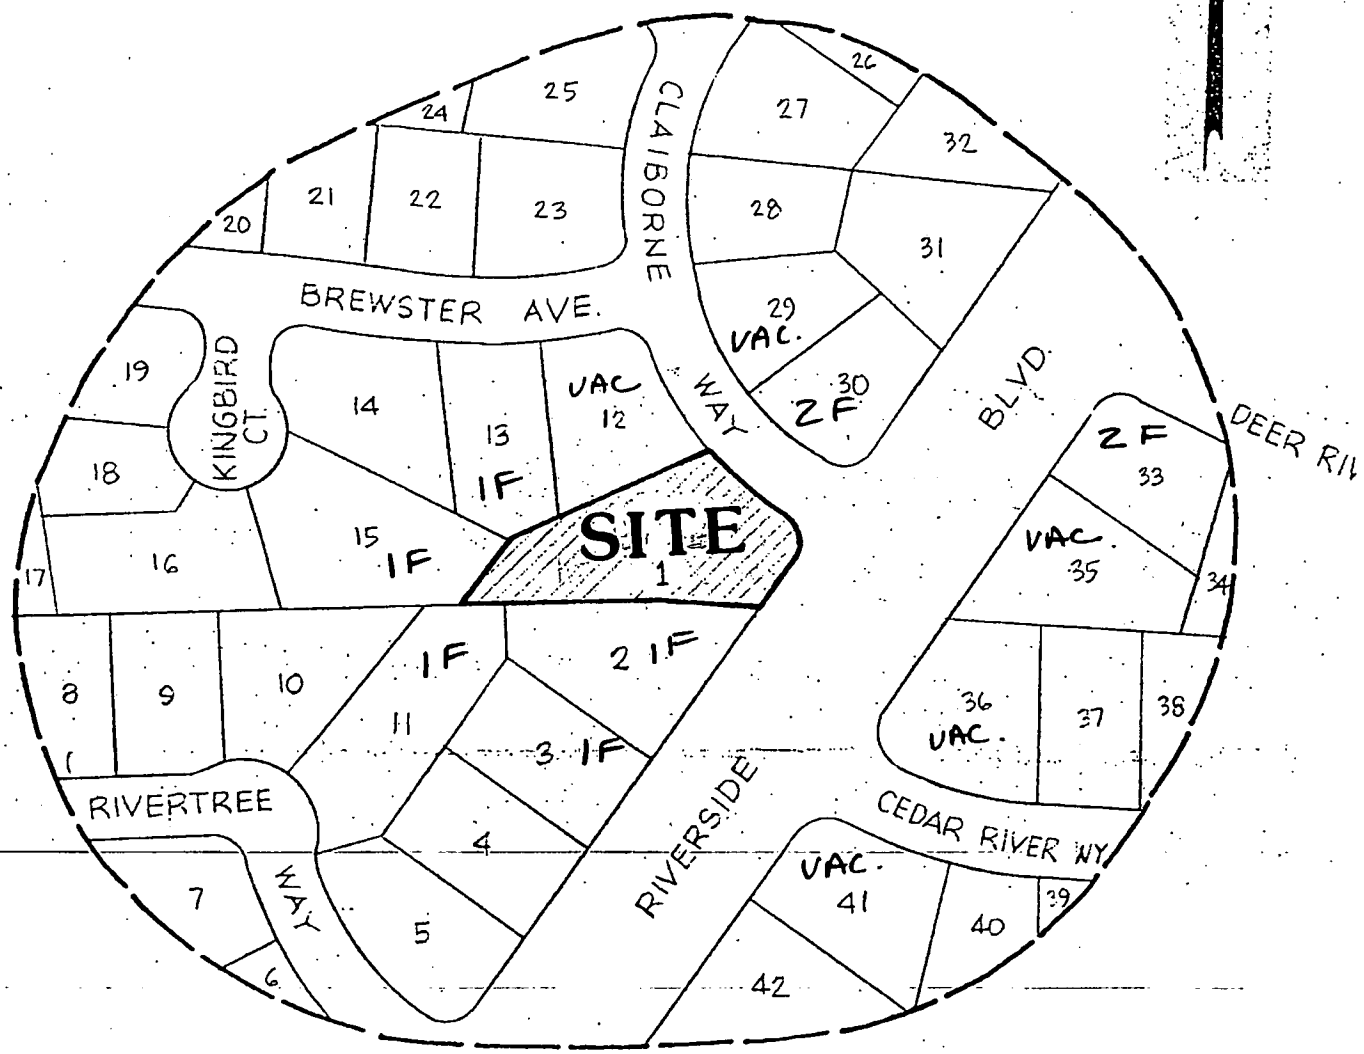 26
25
24
27
32
CLAIBORNE
WAY
21
22
23
28
20
31
BREWSTER AVE.
29
VAC.
30
2F
19
KINGBIRD
CT.
14
13
1F
VAC
12
BLVD.
DEER RIV
2F
33
18
17
16
15
1F
SITE
1
VAC.
35
34
8
9
10
1F
11
2 1F
3 1F
36
VAC.
37
38
RIVERTREE
WAY
4
RIVERSIDE
CEDAR RIVER WY
VAC.
41
39
7
5
40
6
42